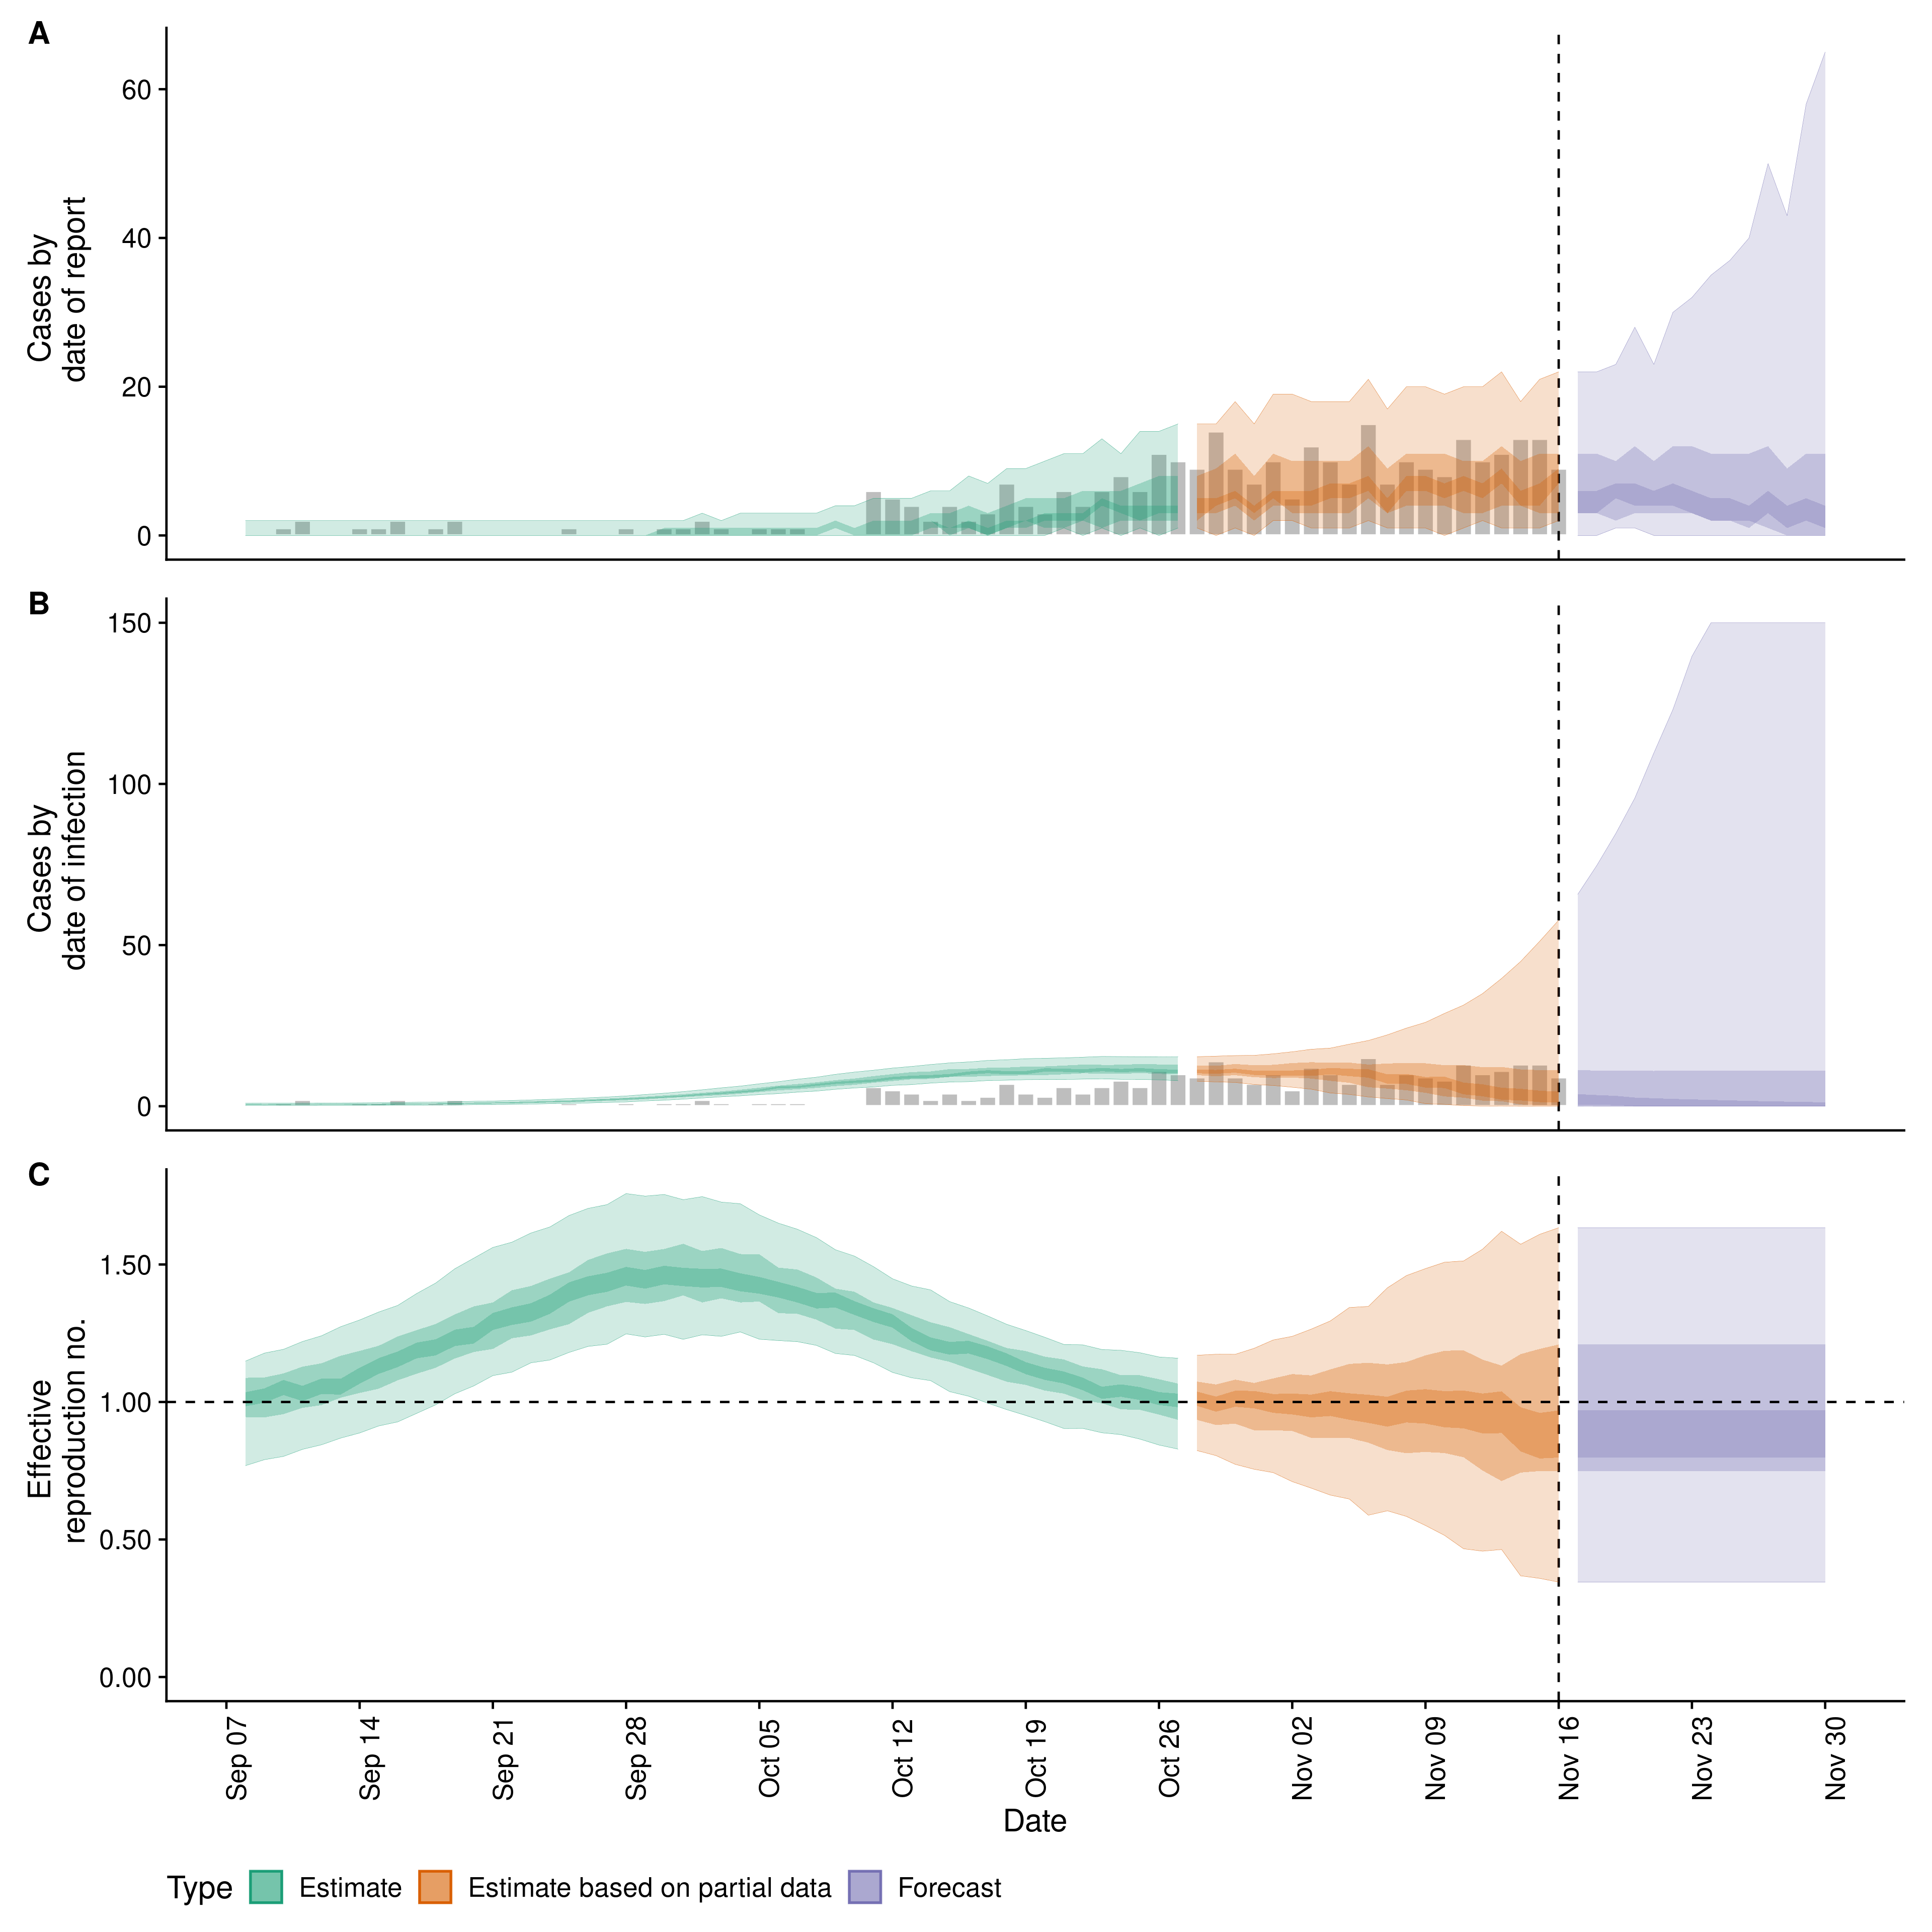 A
Cases by
date of report
60
40
20
0
B
Cases by
date of infection
150
100
50
0
C
Effective
reproduction no.
1.50
1.00
0.50
0.00
Sep 07
Sep 14
Sep 21
Sep 28
Oct 05
Oct 12
Oct 19
Oct 26
Nov 02
Nov 09
Nov 16
Nov 23
Nov 30
Date
Type Estimate Estimate based on partial data Forecast